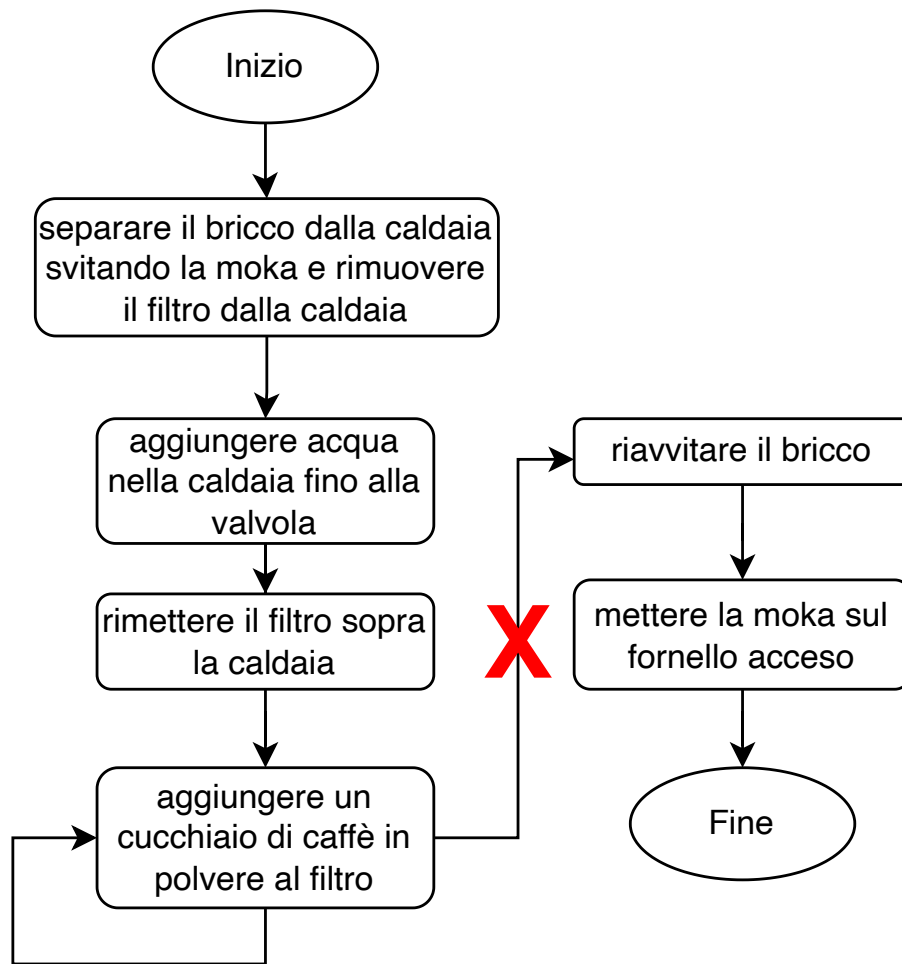 Inizio
separare il bricco dalla caldaia
svitando la moka e rimuovere
il filtro dalla caldaia
aggiungere acqua
nella caldaia fino alla
valvola
rimettere il filtro sopra
la caldaia
aggiungere un
cucchiaio di caffè in
polvere al filtro
X
riavvitare il bricco
mettere la moka sul
fornello acceso
Fine